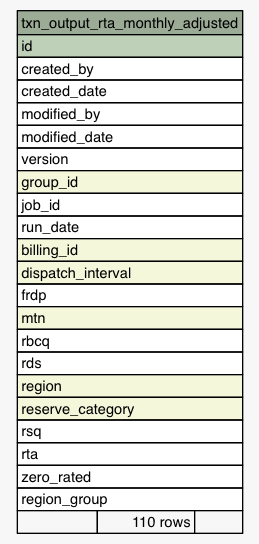 txn_output_rta_monthly_adjusted
id
created_by
created_date
modified_by
modified_date
version
group_id
job_id
run_date
billing_id
dispatch_interval
frdp
mtn
rbcq
rds
region
reserve_category
rsq
rta
zero_rated
region_group
110 rows